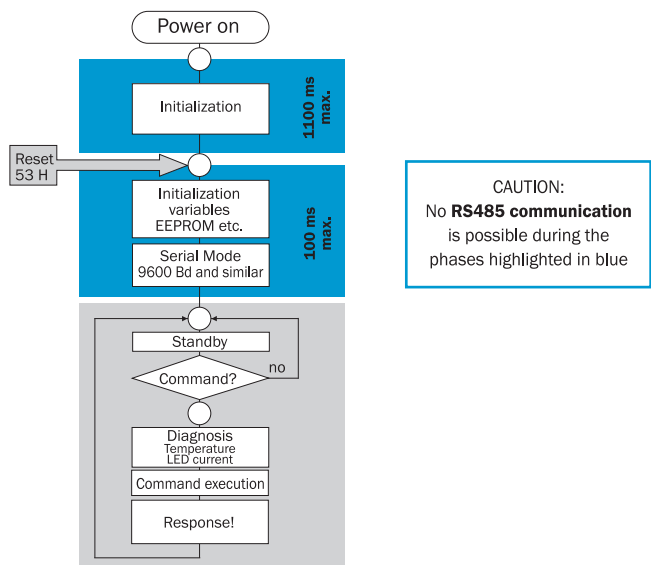 Power on
Initialization
1100 ms
max.
Reset
53 H
Initialization
variables
EEPROM etc.
Serial Mode
9600 Bd and similar
100 ms
max.
CAUTION:
No RS485 communication
is possible during the
phases highlighted in blue
Standby
Command?
no
Diagnosis
Temperature
LED current
Command execution
Response!